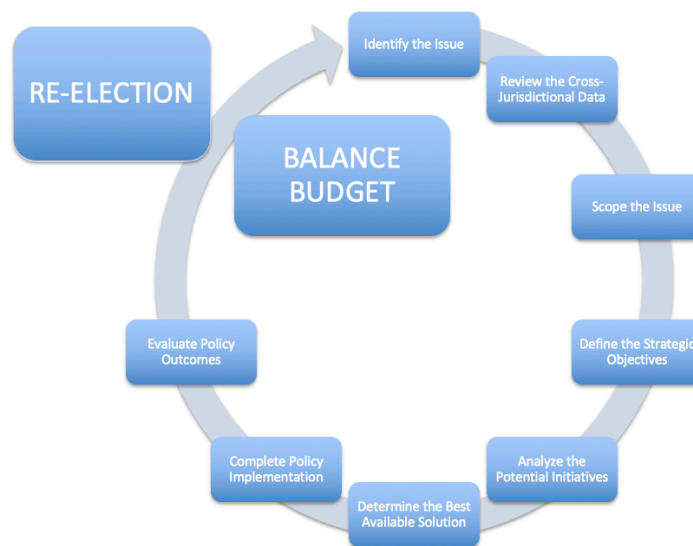 RE-ELECTION
BALANCE
BUDGET
Identify the Issue
Review the Cross-
Jurisdictional Data
Scope the Issue
Define the Strategic
Objectives
Analyze the
Potential Initiatives
Determine the Best
Available Solution
Complete Policy
Implementation
Evaluate Policy
Outcomes